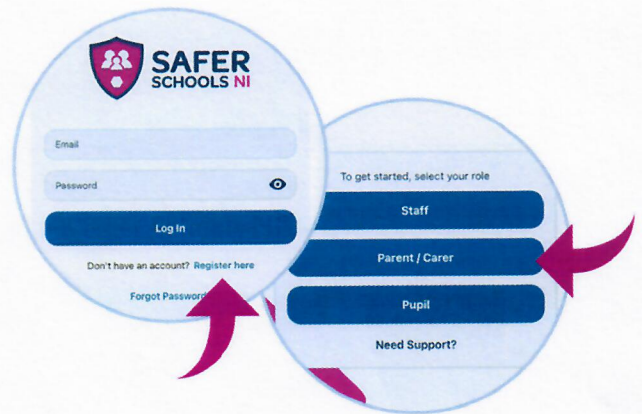 SAFER
SCHOOLS NI
Email
Password
Log In
Don't have an account? Register here
Forgot Password
To get started, select your role
Staff
Parent / Carer
Pupil
Need Support?